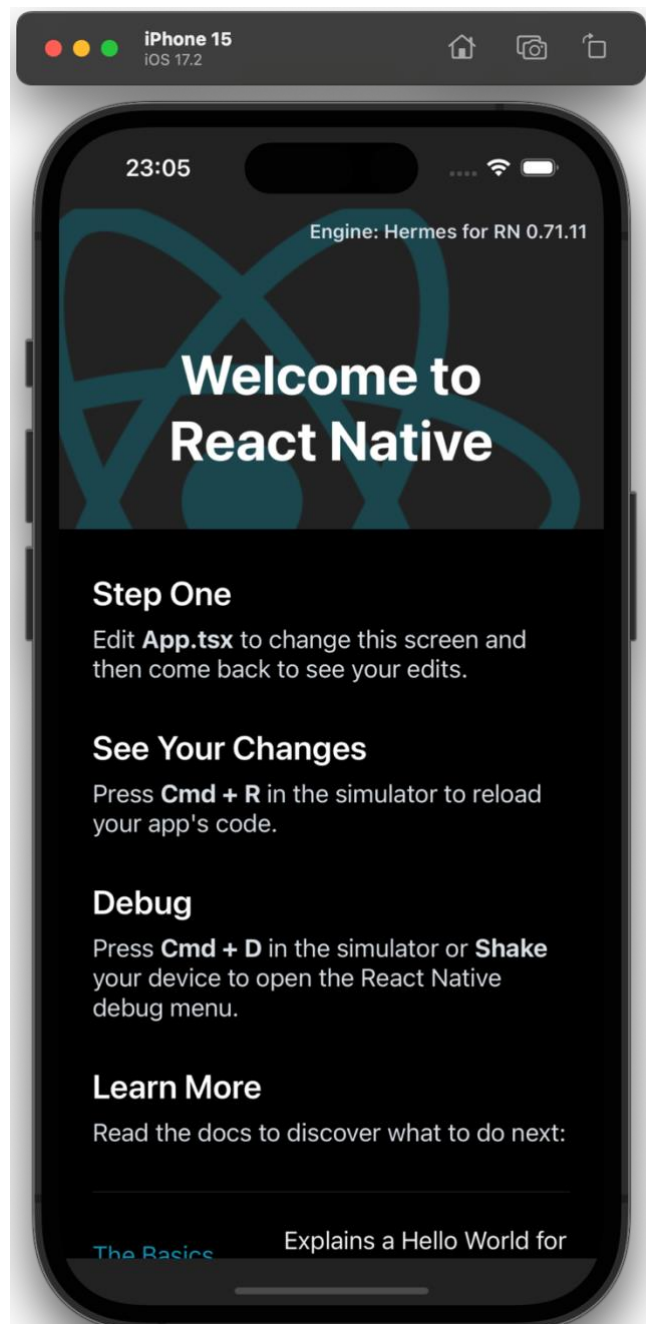 iPhone 15
iOS 17.2
23:05
Engine: Hermes for RN 0.71.11
Welcome to
React Native
Step One
Edit App.tsx to change this screen and
then come back to see your edits.
See Your Changes
Press Cmd + R in the simulator to reload
your app's code.
Debug
Press Cmd + D in the simulator or Shake
your device to open the React Native
debug menu.
Learn More
Read the docs to discover what to do next:
The Basics
Explains a Hello World for